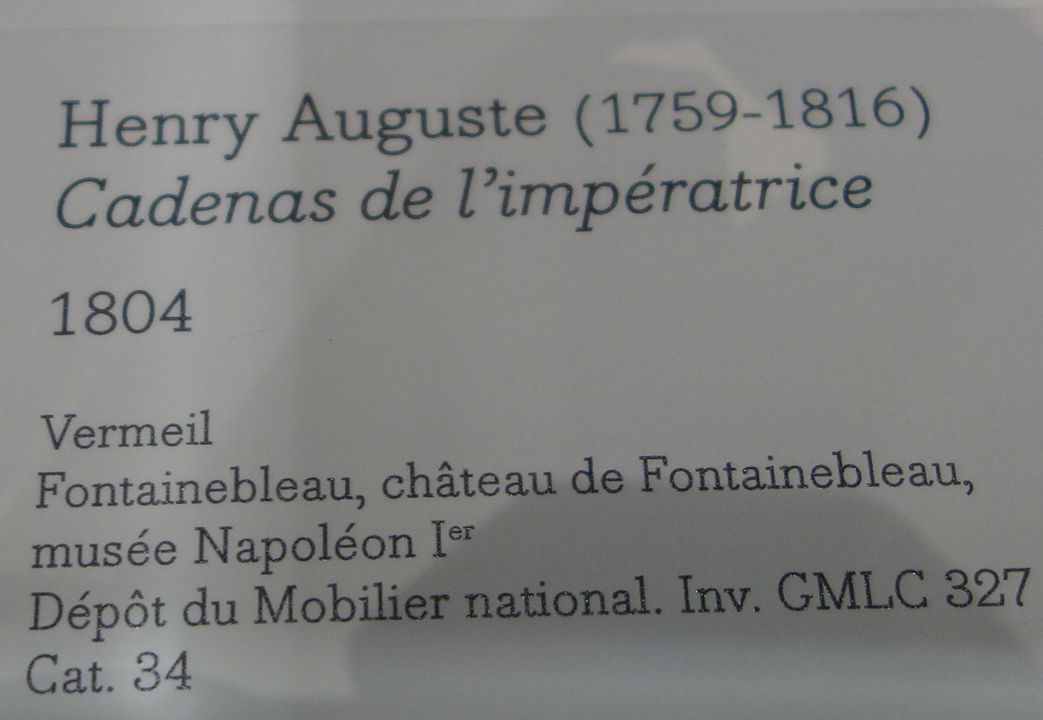 Henry Auguste (1759-1816)
Cadenas de l'impératrice
1804
Vermeil
Fontainebleau, château de Fontainebleau,
musée Napoléon Ier
Dépôt du Mobilier national. Inv. GMLC 327
Cat. 34